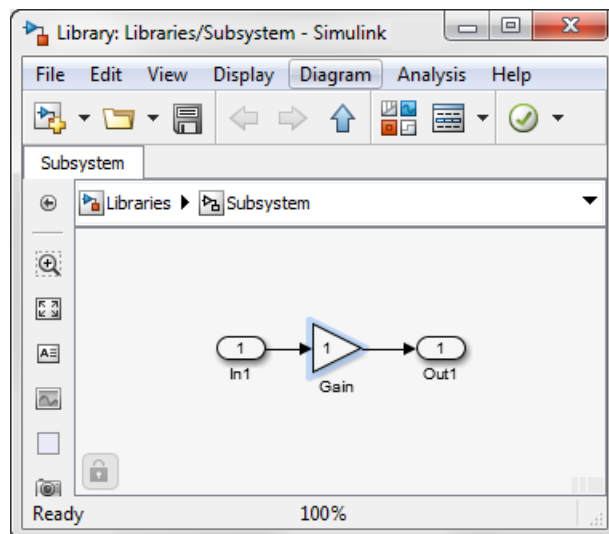 Library: Libraries/Subsystem - Simulink
File Edit View Display Diagram Analysis Help
Subsystem
Libraries Subsystem
1 1 1
In1 Gain Out1
Ready 100%